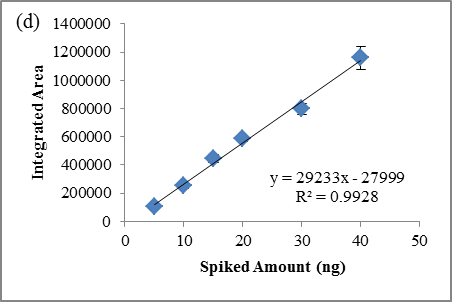 (d)
1400000
1200000
1000000
800000
600000
400000
200000
0
Integrated Area
y = 29233x - 27999
R² = 0.9928
0 10 20 30 40 50
Spiked Amount (ng)